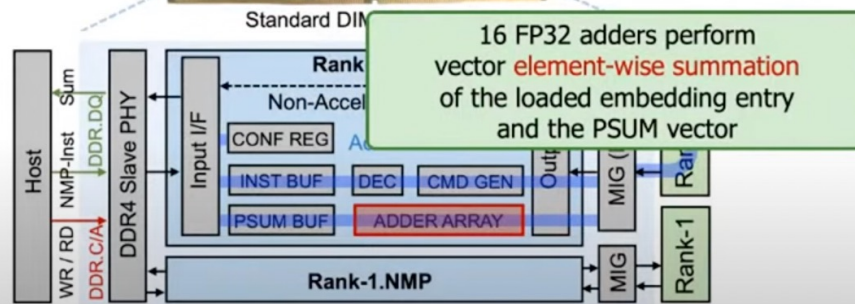 Standard DIM
16 FP32 adders perform
vector element-wise summation
of the loaded embedding entry
and the PSUM vector
Rank
Non-Accel
Host
Sum
NMP-Inst
WR / RD
DDR.DQ
DDR.C/A
DDR4 Slave PHY
Input I/F
CONF REG
INST BUF
DEC
CMD GEN
PSUM BUF
ADDER ARRAY
Outp
MIG
Rank-1.NMP
MIG
Rank-1